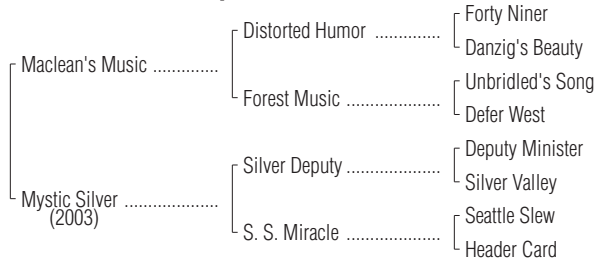 Forty Niner
Distorted Humor ..............
Danzig's Beauty
Maclean's Music ..............
Unbridled's Song
Forest Music ....................
Defer West
Deputy Minister
Silver Deputy ....................
Silver Valley
Mystic Silver ....................
(2003)
Seattle Slew
S. S. Miracle ....................
Header Card